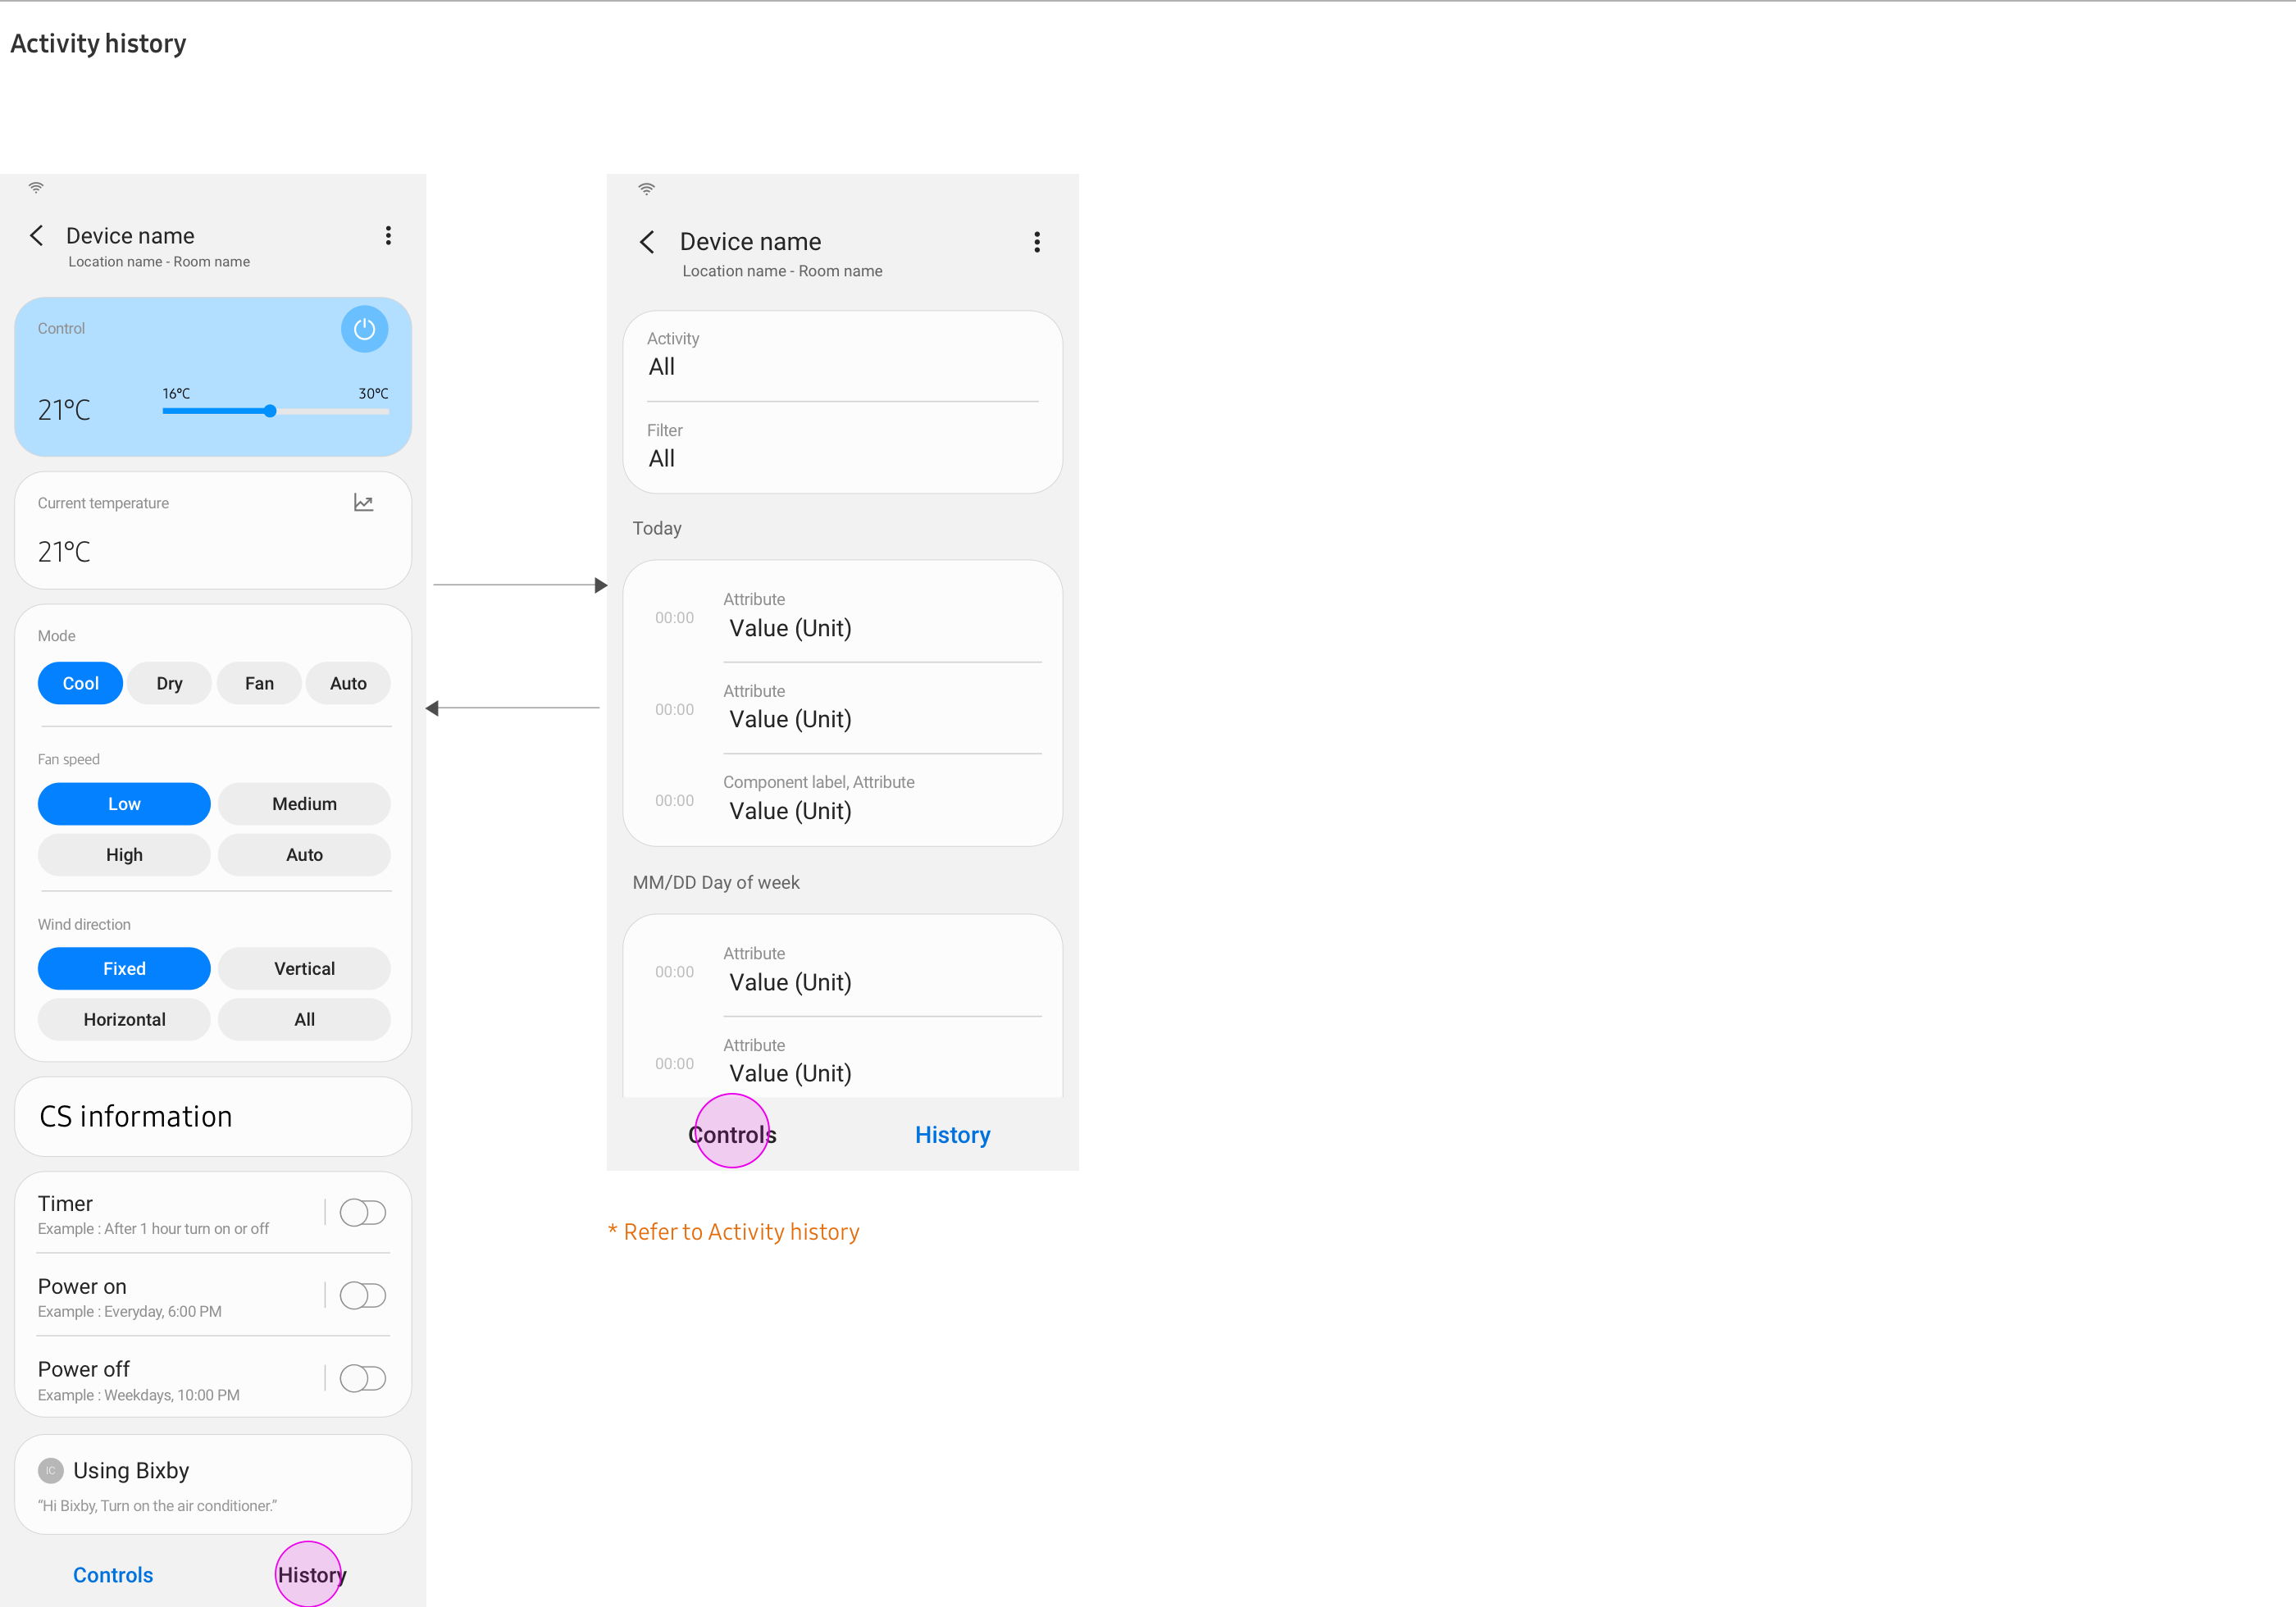 Activity history
Device name
Location name - Room name
Control
16°C 30°C
21°C
Current temperature
21°C
Mode
Cool Dry Fan Auto
Fan speed
Low Medium
High Auto
Wind direction
Fixed Vertical
Horizontal All
CS information
Timer
Example : After 1 hour turn on or off
Power on
Example : Everyday, 6:00 PM
Power off
Example : Weekdays, 10:00 PM
IC Using Bixby
“Hi Bixby, Turn on the air conditioner.”
Controls History
Device name
Location name - Room name
Activity
All
Filter
All
Today
Attribute
00:00 Value (Unit)
Attribute
00:00 Value (Unit)
Component label, Attribute
00:00 Value (Unit)
MM/DD Day of week
Attribute
00:00 Value (Unit)
Attribute
00:00 Value (Unit)
Controls History
* Refer to Activity history